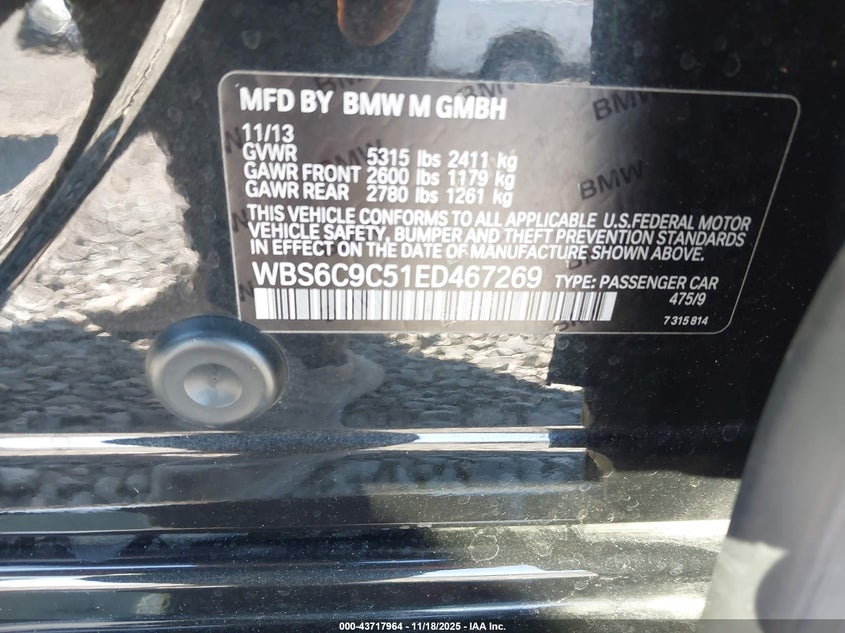 MFD BY BMW M GMBH
11/13
GVWR 5315 lbs 2411 kg
GAWR FRONT 2600 lbs 1179 kg
GAWR REAR 2780 lbs 1261 kg
THIS VEHICLE CONFORMS TO ALL APPLICABLE U.S.FEDERAL MOTOR
VEHICLE SAFETY, BUMPER AND THEFT PREVENTION STANDARDS
IN EFFECT ON THE DATE OF MANUFACTURE SHOWN ABOVE.
WBS6C9C51ED467269 TYPE: PASSENGER CAR
475/9
7 315 814
BMW
BMW
BMW
000-43717964 - 11/18/2025 - IAA Inc.